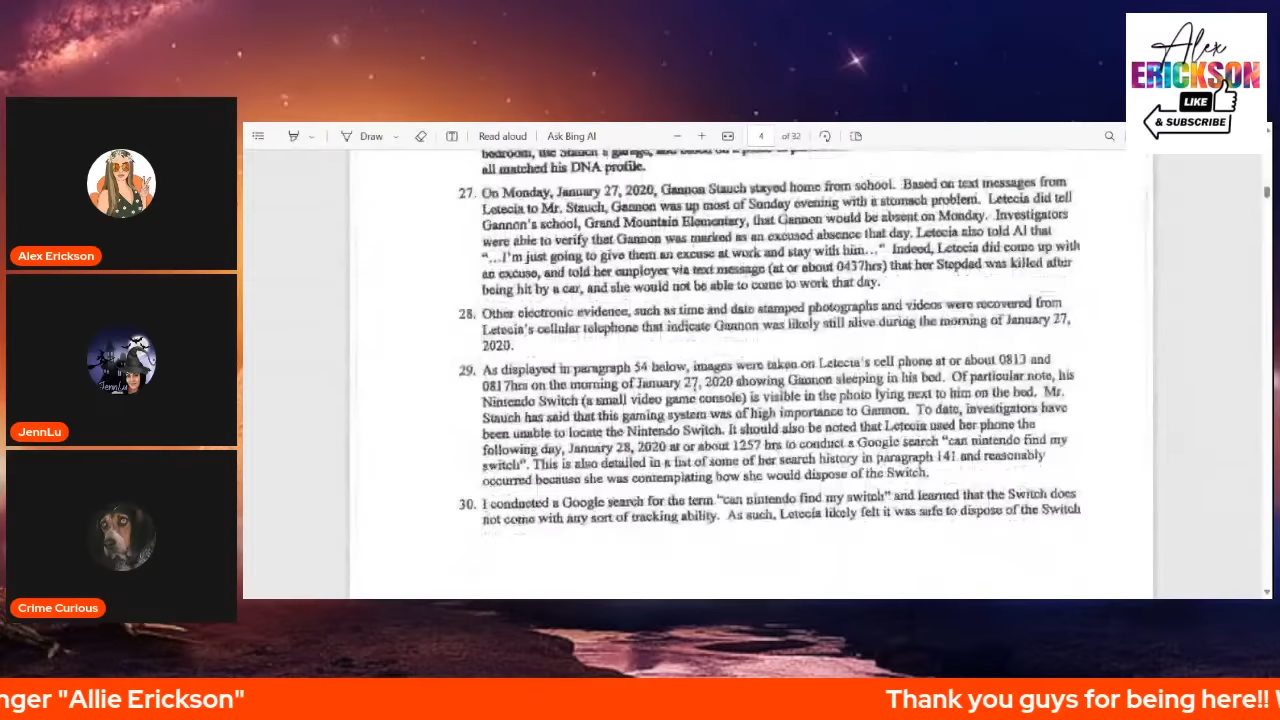 Alex
ERICKSON
LIKE
& SUBSCRIBE
Draw
Read aloud
Ask Bing AI
4
of 32
all matched his DNA profile.
27. On Monday, January 27, 2020, Gannon Stauch stayed home from school. Based on text messages from
Letecia to Mr. Stauch, Gannon was up most of Sunday evening with a stomach problem. Letecia did tell
Gannon's school, Grand Mountain Elementary, that Gannon would be absent on Monday. Investigators
were able to verify that Gannon was marked as an excused absence that day. Letecia also told Al that
"...I'm just going to give them an excuse at work and stay with him..." Indeed, Letecia did come up with
an excuse, and told her employer via text message (at or about 0437hrs) that her Stepdad was killed after
being hit by a car, and she would not be able to come to work that day.
28. Other electronic evidence, such as time and date stamped photographs and videos were recovered from
Letecia's cellular telephone that indicate Gannon was likely still alive during the morning of January 27,
2020.
29. As displayed in paragraph 54 below, images were taken on Letecia's cell phone at or about 0813 and
0817hrs on the morning of January 27, 2020 showing Gannon sleeping in his bed. Of particular note, his
Nintendo Switch (a small video game console) is visible in the photo lying next to him on the bed. Mr.
Stauch has said that this gaming system was of high importance to Gannon. To date, investigators have
been unable to locate the Nintendo Switch. It should also be noted that Letecia used her phone the
following day, January 28, 2020 at or about 1257 hrs to conduct a Google search "can nintendo find my
switch". This is also detailed in a list of some of her search history in paragraph 141 and reasonably
occurred because she was contemplating how she would dispose of the Switch.
30. I conducted a Google search for the term "can nintendo find my switch" and learned that the Switch does
not come with any sort of tracking ability. As such, Letecia likely felt it was safe to dispose of the Switch
Alex Erickson
JennLu
JennLu
Crime Curious
nger "Allie Erickson"
Thank you guys for being here!!